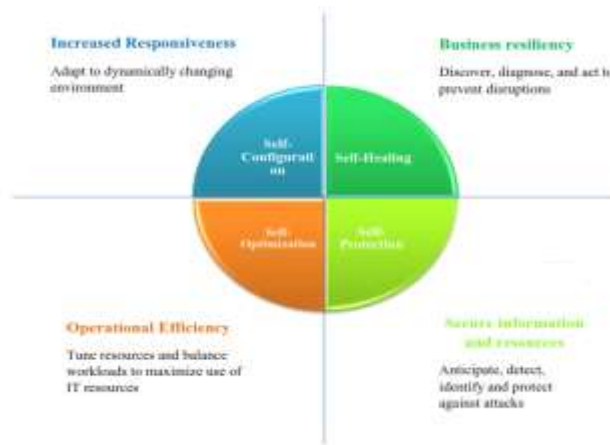 Increased Responsiveness
Adapt to dynamically changing
environment
Business resiliency
Discover, diagnose, and act to
prevent disruptions
Self-
Configurati
on
Self-Healing
Self-
Optimization
Self-
Protection
Operational Efficiency
Tune resources and balance
workloads to maximize use of
IT resources
Secure information
and resources
Anticipate, detect,
identify and protect
against attacks